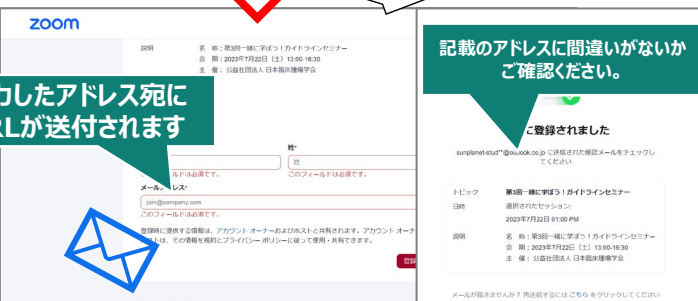 zoom
説明
名　称：第3回一緒に学ぼう！ガイドラインセミナー
会　期：2023年7月22日（土）13:00-16:30
主　催：公益社団法人 日本臨床腫瘍学会
力したアドレス宛に
Lが送付されます
姓*
姓
ルドは必須です。
このフィールドは必須です。
メールアドレス*
join@company.com
このフィールドは必須です。
登録時に提供する情報は、アカウント オーナーおよびホストと共有されます。アカウント オーナー
ストは、その情報を規約とプライバシー ポリシーに従って使用・共有できます。
登録
記載のアドレスに間違いがないか
ご確認ください。
に登録されました
sunplanet-stud**@outlook.co.jp に送信された確認メールをチェックし
てください
トピック
第3回一緒に学ぼう！ガイドラインセミナー
日時
選択されたセッション:
2023年7月22日 01:00 PM
説明
名　称：第3回一緒に学ぼう！ガイドラインセミナー
会　期：2023年7月22日（土）13:00-16:30
主　催：公益社団法人 日本臨床腫瘍学会
メールが届きませんか？ 再送信するには こちら をクリックしてください